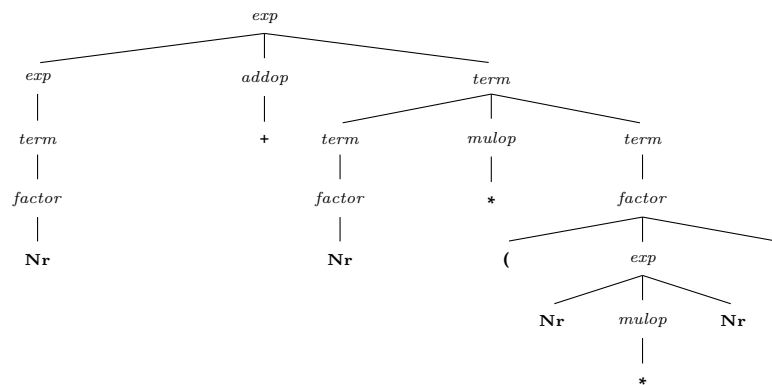 exp
exp addop term
term + term mulop term
factor factor * factor
Nr Nr ( exp
Nr mulop Nr
*